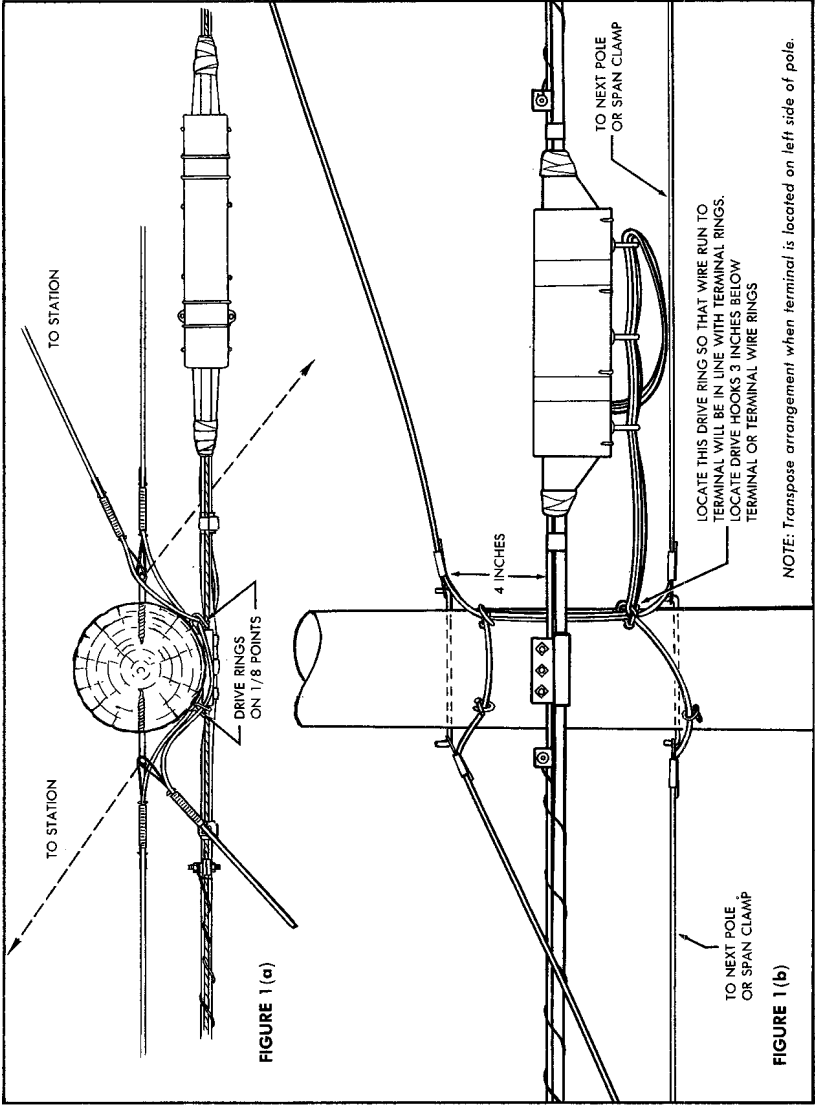 TO STATION
TO STATION
DRIVE RINGS
ON 1/8 POINTS
FIGURE 1(a)
4 INCHES
TO NEXT POLE
OR SPAN CLAMP
LOCATE THIS DRIVE RING SO THAT WIRE RUN TO
TERMINAL WILL BE IN LINE WITH TERMINAL RINGS.
LOCATE DRIVE HOOKS 3 INCHES BELOW
TERMINAL OR TERMINAL WIRE RINGS
TO NEXT POLE
OR SPAN CLAMP
NOTE: Transpose arrangement when terminal is located on left side of pole.
FIGURE 1(b)